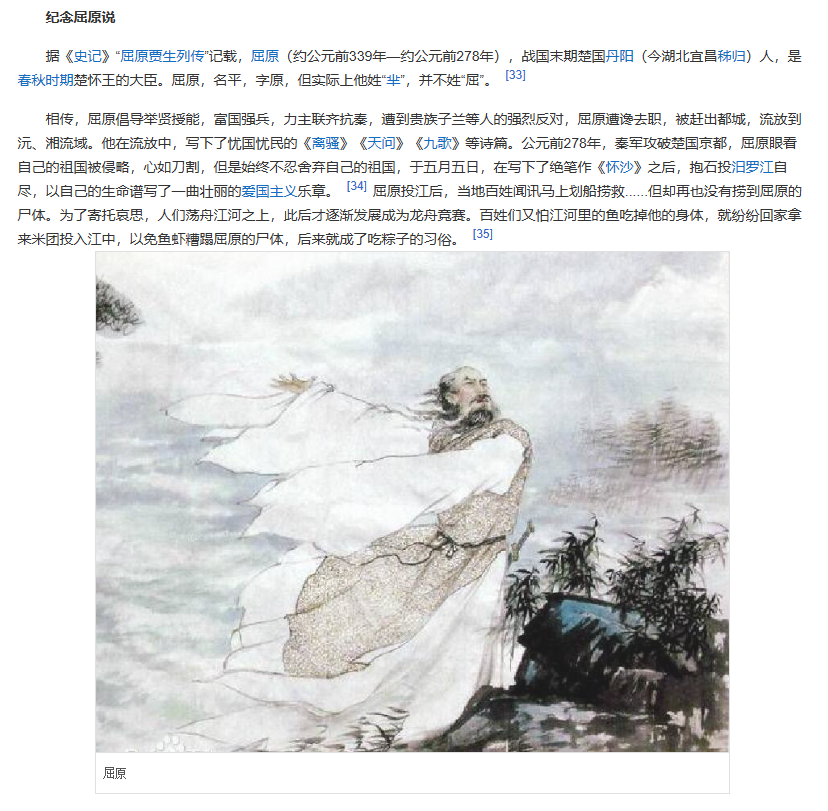 纪念屈原说
据《史记》“屈原贾生列传”记载，屈原（约公元前339年—约公元前278年），战国末期楚国丹阳（今湖北宜昌秭归）人，是
春秋时期楚怀王的大臣。屈原，名平，字原，但实际上他姓“芈”，并不姓“屈”。 [33]
相传，屈原倡导举贤授能，富国强兵，力主联齐抗秦，遭到贵族子兰等人的强烈反对，屈原遭谗去职，被赶出都城，流放到
沅、湘流域。他在流放中，写下了忧国忧民的《离骚》《天问》《九歌》等诗篇。公元前278年，秦军攻破楚国京都，屈原眼看
自己的祖国被侵略，心如刀割，但是始终不忍舍弃自己的祖国，于五月五日，在写下了绝笔作《怀沙》之后，抱石投汨罗江自
尽，以自己的生命谱写了一曲壮丽的爱国主义乐章。 [34] 屈原投江后，当地百姓闻讯马上划船捞救......但却再也没有捞到屈原的
尸体。为了寄托哀思，人们荡舟江河之上，此后才逐渐发展成为龙舟竞赛。百姓们又怕江河里的鱼吃掉他的身体，就纷纷回家拿
来米团投入江中，以免鱼虾糟蹋屈原的尸体，后来就成了吃粽子的习俗。 [35]
屈原